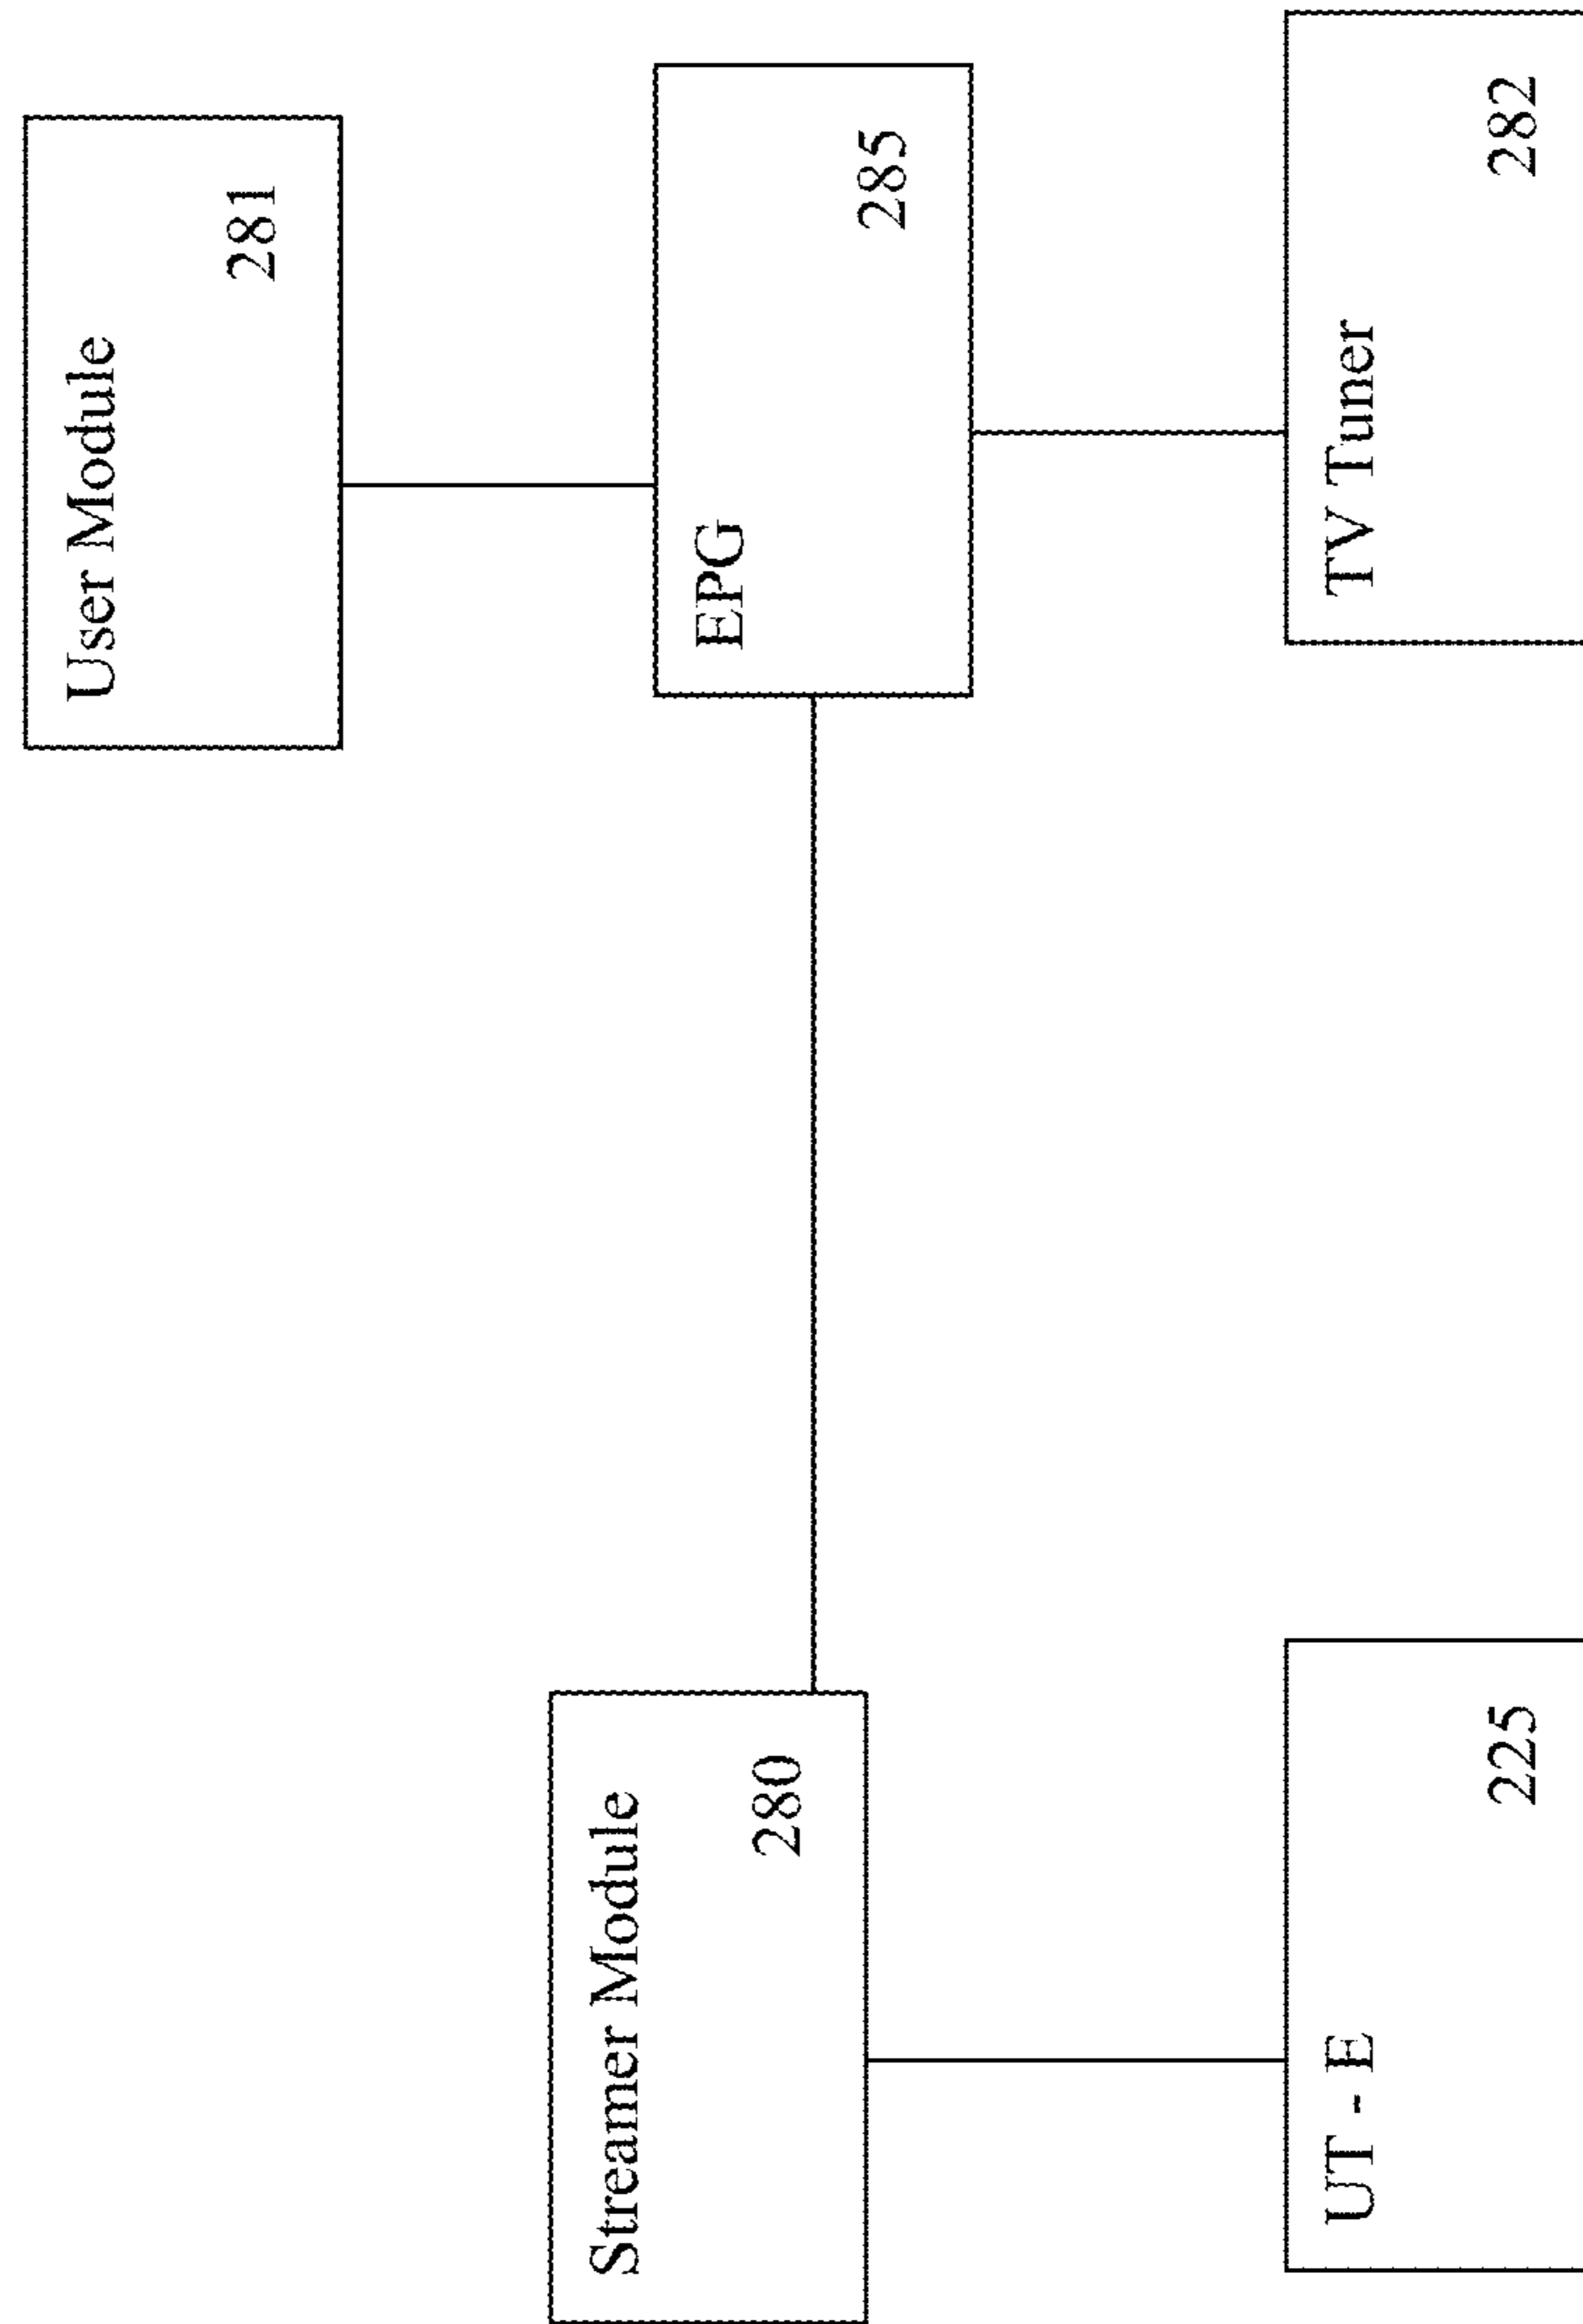 User Module
281
Streamer Module
280
EPG
285
UT - E
225
TV Tuner
282